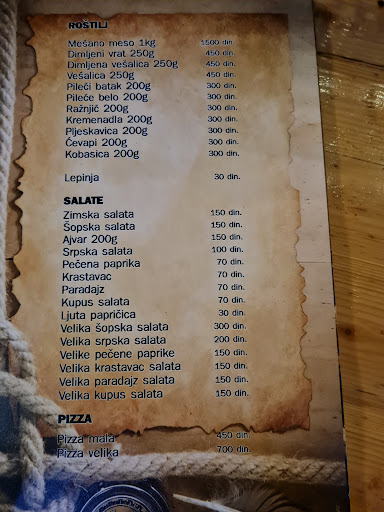 ROŠTILJ
Mešano meso 1kg 1500 din.
Dimljeni vrat 250g 450 din.
Dimljena vešalica 250g 450 din.
Vešalica 250g 450 din.
Pileći batak 200g 300 din.
Pileće belo 200g 300 din.
Ražnjić 200g 300 din.
Kremenadla 200g 300 din.
Pljeskavica 200g 300 din.
Ćevapi 200g 300 din.
Kobasica 200g 300 din.
Lepinja 30 din.
SALATE
Zimska salata 150 din.
Šopska salata 150 din.
Ajvar 200g 150 din.
Srpska salata 100 din.
Pečena paprika 70 din.
Krastavac 70 din.
Paradajz 70 din.
Kupus salata 70 din.
Ljuta papričica 30 din.
Velika šopska salata 300 din.
Velika srpska salata 200 din.
Velike pečene paprike 150 din.
Velika krastavac salata 150 din.
Velika paradajz salata 150 din.
Velika kupus salata 150 din.
PIZZA
Pizza mala 450 din.
Pizza velika 700 din.